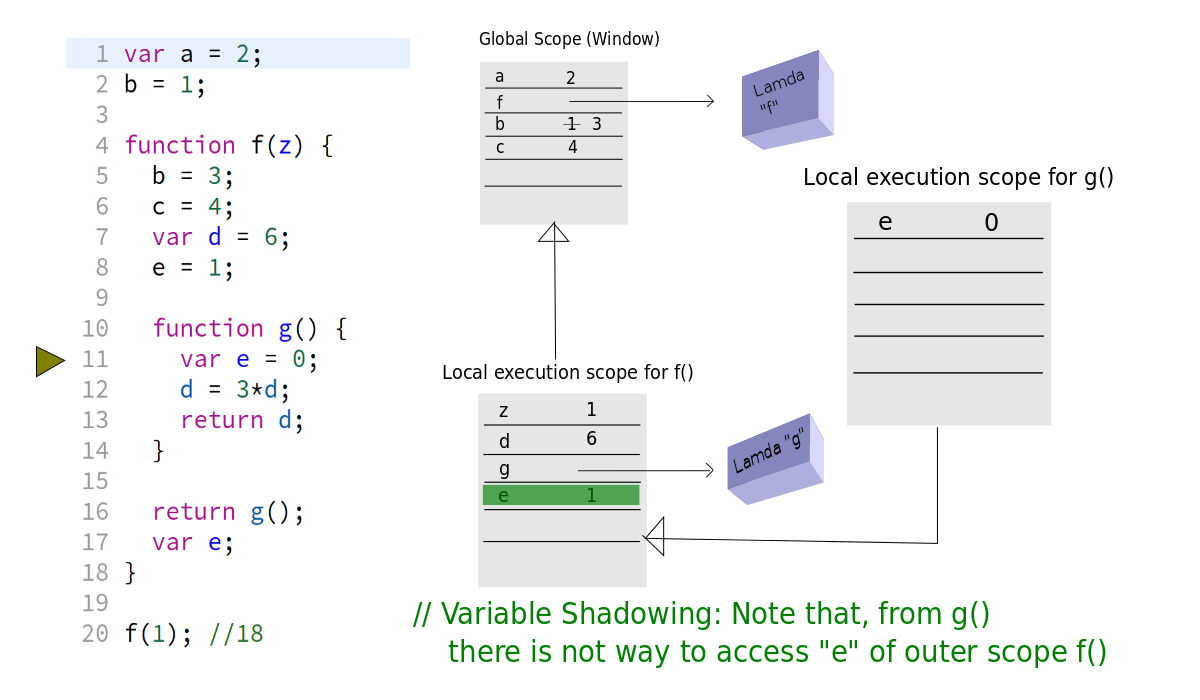 1 var a = 2;
2 b = 1;
3
4 function f(z) {
5 b = 3;
6 c = 4;
7 var d = 6;
8 e = 1;
9
10 function g() {
11 var e = 0;
12 d = 3*d;
13 return d;
14 }
15
16 return g();
17 var e;
18 }
19
20 f(1); //18
Global Scope (Window)
a 2
f
b 1 3
c 4
Lamda
"f"
Local execution scope for g()
e 0
Local execution scope for f()
z 1
d 6
g
e 1
Lamda "g"
// Variable Shadowing: Note that, from g()
there is not way to access "e" of outer scope f()